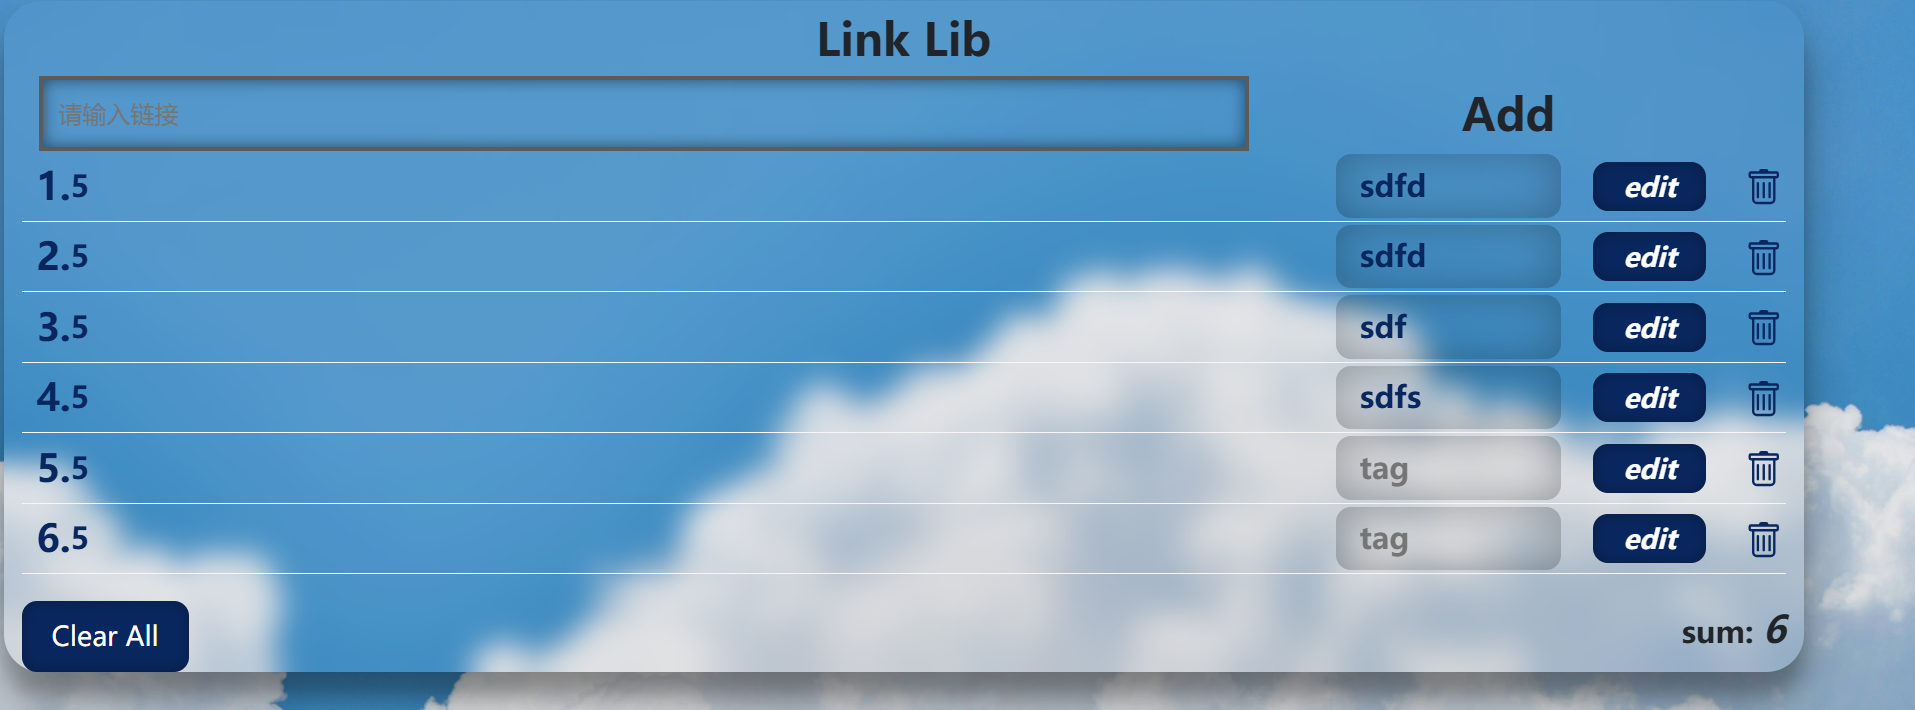 Link Lib
请输入链接
Add
1.5 sdfd edit
2.5 sdfd edit
3.5 sdf edit
4.5 sdfs edit
5.5 tag edit
6.5 tag edit
Clear All
sum: 6